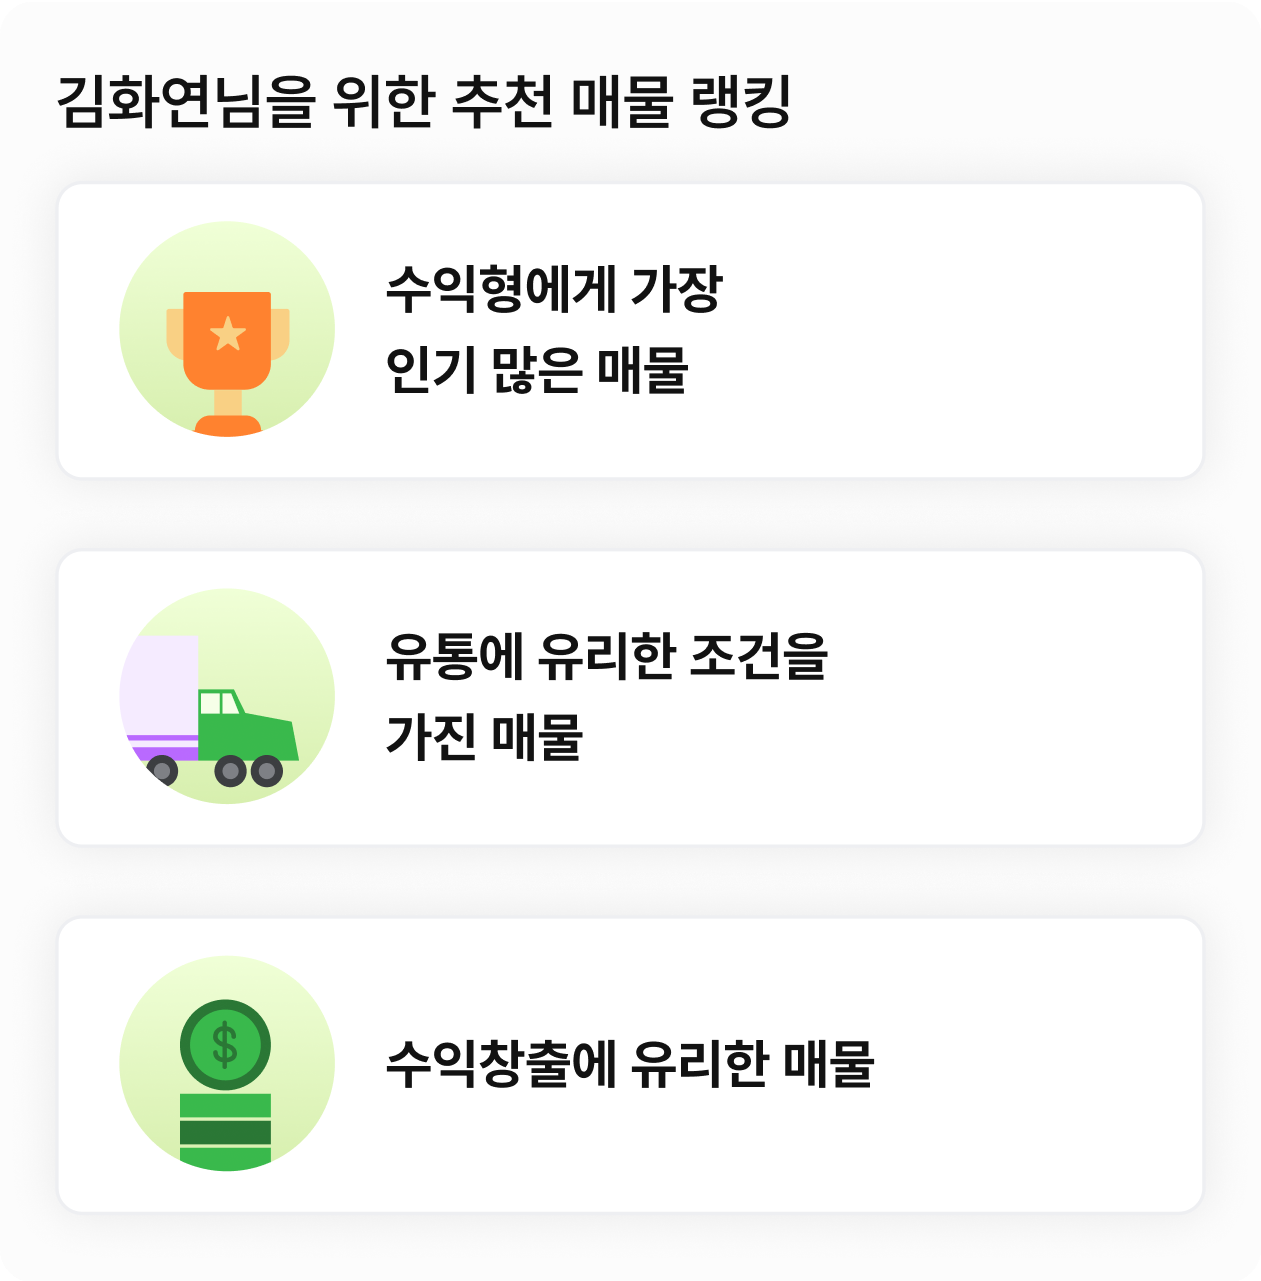 김화연님을 위한 추천 매물 랭킹
수익형에게 가장
인기 많은 매물
유통에 유리한 조건을
가진 매물
$
수익창출에 유리한 매물